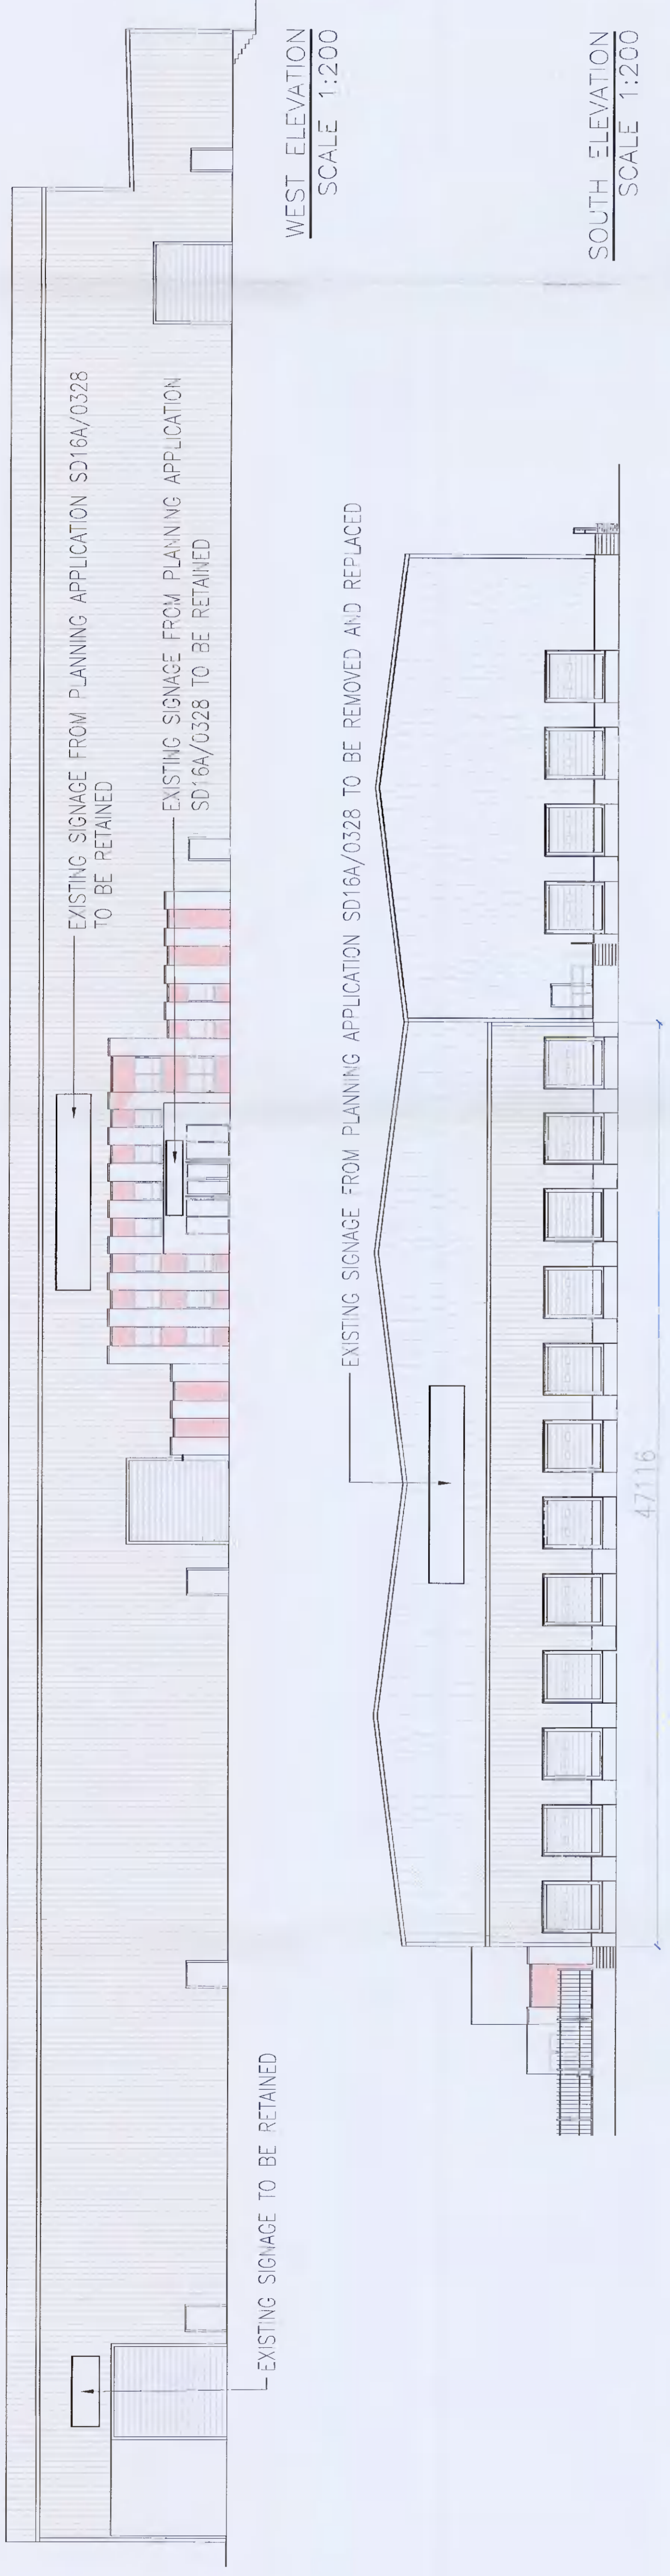 EXISTING SIGNAGE TO BE RETAINED
EXISTING SIGNAGE FROM PLANNING APPLICATION SD16A/0328
TO BE RETAINED
EXISTING SIGNAGE FROM PLANNING APPLICATION
SD16A/0328 TO BE RETAINED
WEST ELEVATION
SCALE 1:200
EXISTING SIGNAGE FROM PLANNING APPLICATION SD16A/0328 TO BE REMOVED AND REPLACED
47116
SOUTH ELEVATION
SCALE 1:200